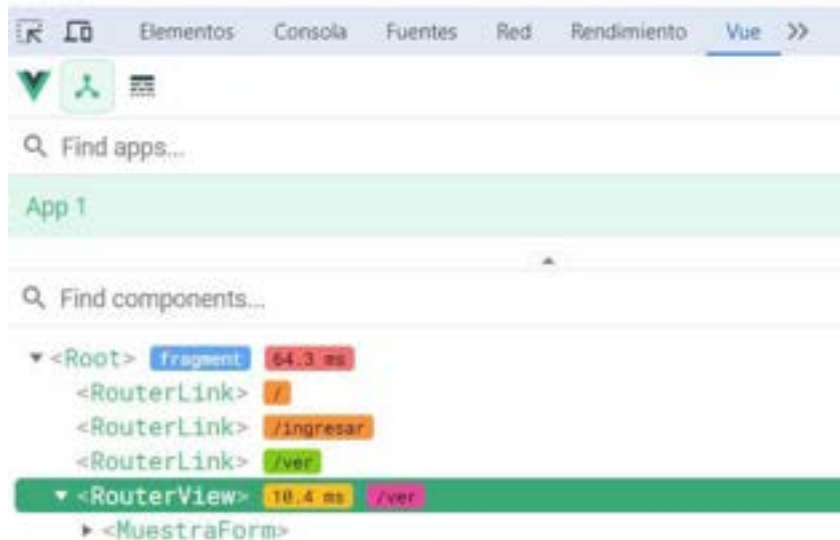 Elementos Consola Fuentes Red Rendimiento Vue
Find apps...
App 1
Find components...
<Root> fragment 64.3 ms
<RouterLink> /
<RouterLink> /ingresar
<RouterLink> /ver
<RouterView> 10.4 ms /ver
<MuestraForm>